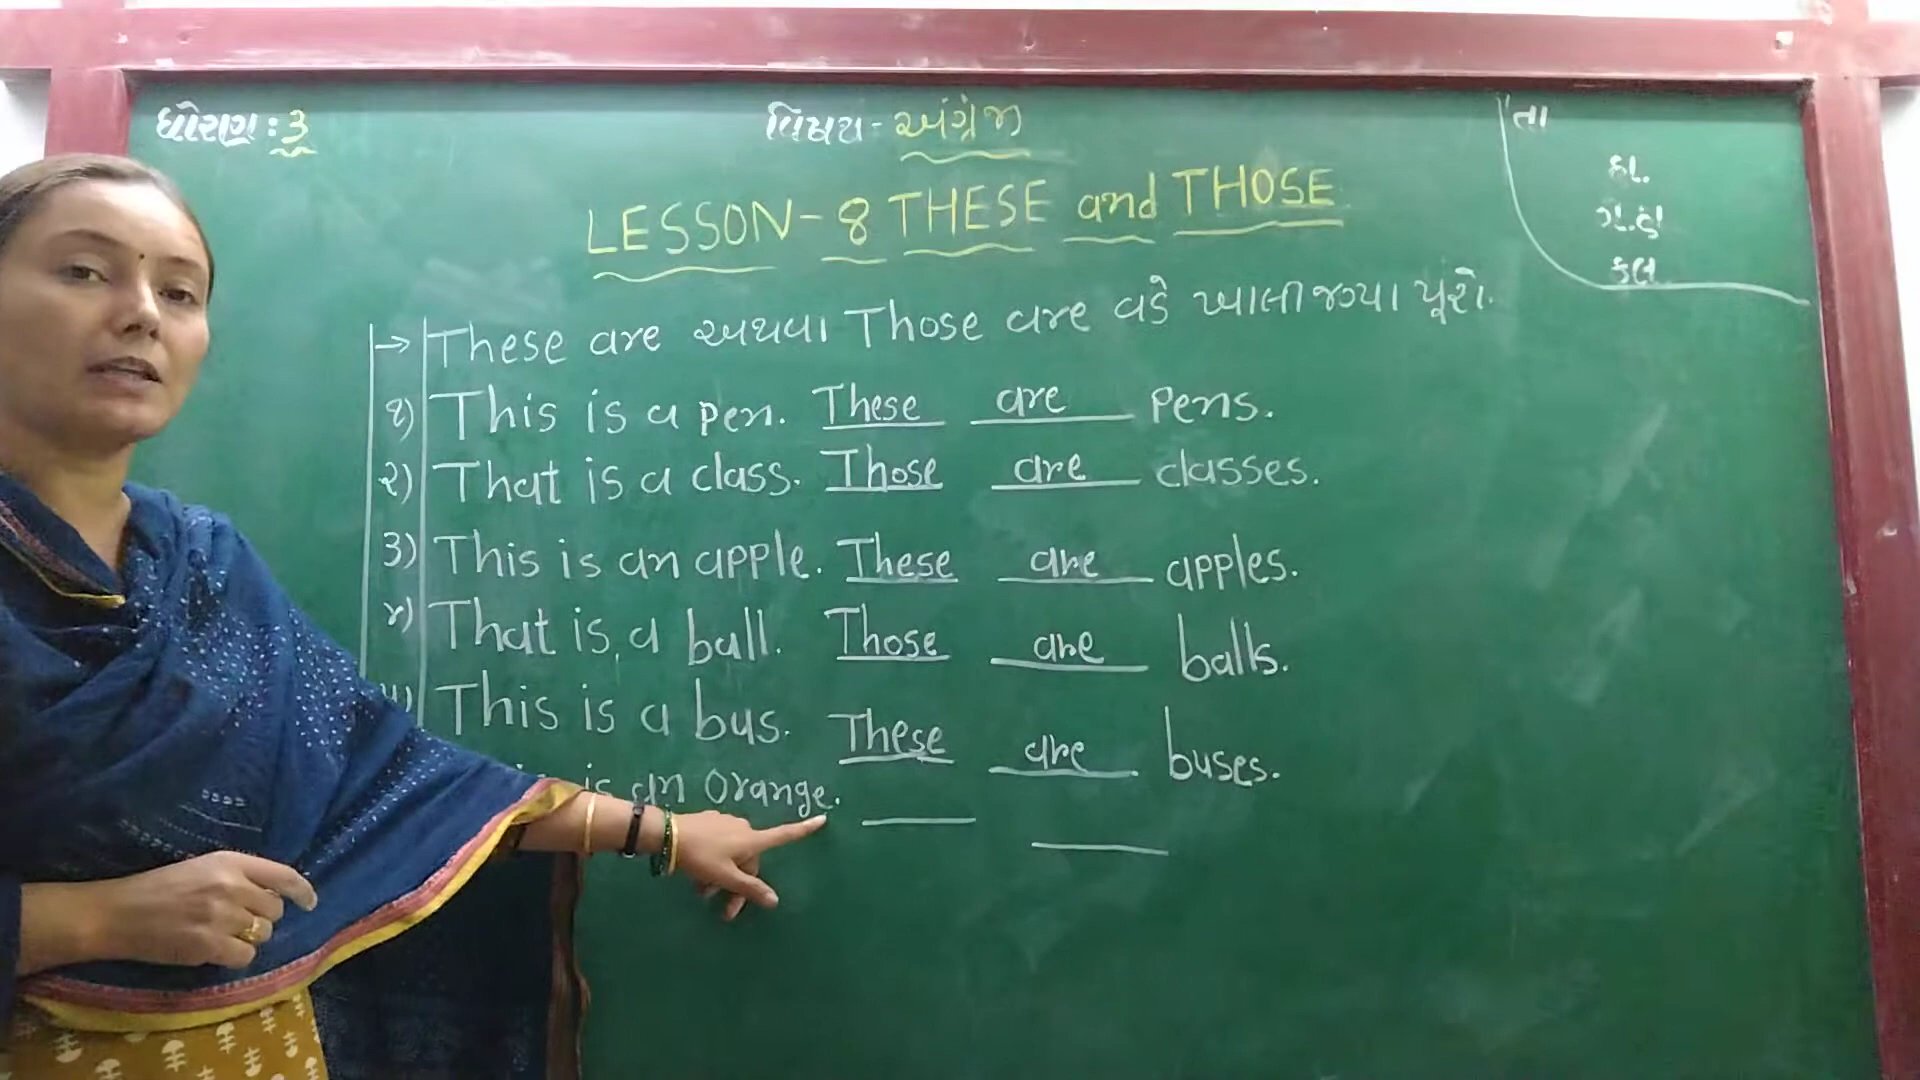 ધોરણ : ૩
વિષય - અંગ્રેજી
તા
LESSON - 8 THESE and THOSE
→ These are અથવા Those are વડે ખાલી જગ્યા પૂરો.
૧) This is a pen. These are pens.
૨) That is a class. Those are classes.
૩) This is an apple. These are apples.
૪) That is a ball. Those are balls.
૫) This is a bus. These are buses.
is an orange.